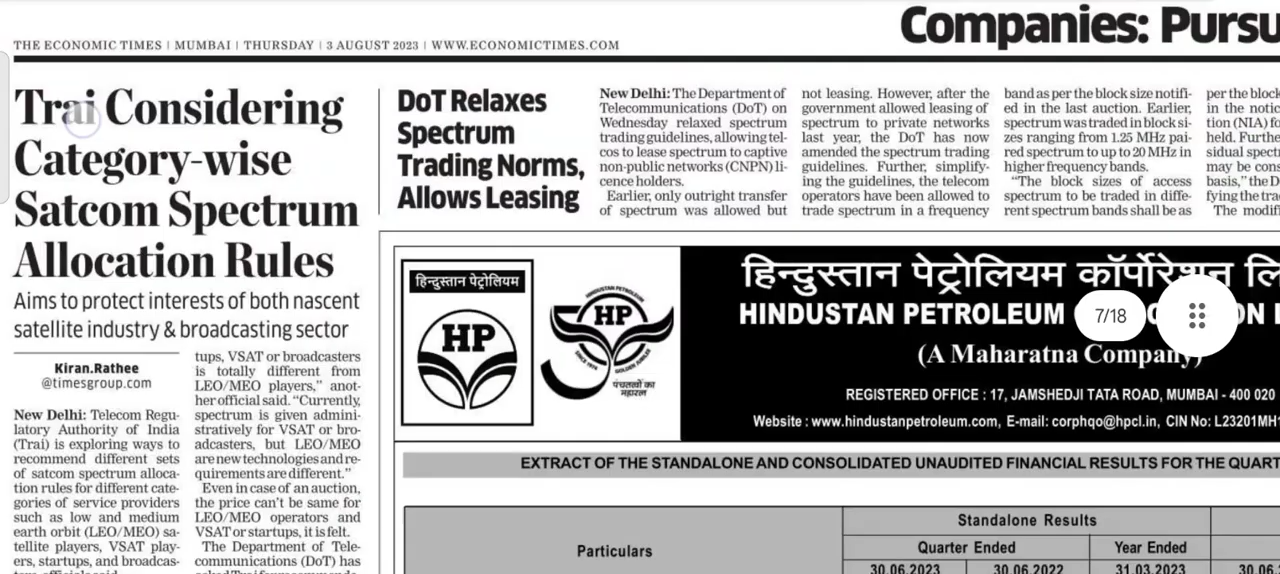 Companies: Pursu
THE ECONOMIC TIMES | MUMBAI | THURSDAY | 3 AUGUST 2023 | WWW.ECONOMICTIMES.COM
Trai Considering
Category-wise
Satcom Spectrum
Allocation Rules
Aims to protect interests of both nascent
satellite industry & broadcasting sector
Kiran.Rathee
@timesgroup.com
New Delhi: Telecom Regu-
latory Authority of India
(Trai) is exploring ways to
recommend different sets
of satcom spectrum alloca-
tion rules for different cate-
gories of service providers
such as low and medium
earth orbit (LEO/MEO) sa-
tellite players, VSAT play-
ers, startups, and broadcas-
tups, VSAT or broadcasters
is totally different from
LEO/MEO players,” anot-
her official said. “Currently,
spectrum is given admini-
stratively for VSAT or bro-
adcasters, but LEO/MEO
are new technologies and re-
quirements are different.”
Even in case of an auction,
the price can't be same for
LEO/MEO operators and
VSAT or startups, it is felt.
The Department of Tele-
communications (DoT) has
DoT Relaxes
Spectrum
Trading Norms,
Allows Leasing
New Delhi: The Department of
Telecommunications (DoT) on
Wednesday relaxed spectrum
trading guidelines, allowing tel-
cos to lease spectrum to captive
non-public networks (CNPN) li-
cence holders.
Earlier, only outright transfer
of spectrum was allowed but
not leasing. However, after the
government allowed leasing of
spectrum to private networks
last year, the DoT has now
amended the spectrum trading
guidelines. Further, simplify-
ing the guidelines, the telecom
operators have been allowed to
trade spectrum in a frequency
band as per the block size notifi-
ed in the last auction. Earlier,
spectrum was traded in block si-
zes ranging from 1.25 MHz pai-
red spectrum to up to 20 MHz in
higher frequency bands.
“The block sizes of access
spectrum to be traded in diffe-
rent spectrum bands shall be as
per the block
in the notic
tion (NIA) fo
held. Furthe
sidual spect
may be cons
basis,” the D
fying the tra
The modif
हिन्दुस्तान पेट्रोलियम
HP
HP
HINDUSTAN PETROLEUM
SINCE 1974
GOLDEN JUBILEE
पंचतत्वों का
महारत्न
हिन्दुस्तान पेट्रोलियम कॉर्पोरेशन लि
HINDUSTAN PETROLEUM
7/18
(A Maharatna Company)
REGISTERED OFFICE : 17, JAMSHEDJI TATA ROAD, MUMBAI - 400 020
Website : www.hindustanpetroleum.com, E-mail: corphqo@hpcl.in, CIN No: L23201MH1
EXTRACT OF THE STANDALONE AND CONSOLIDATED UNAUDITED FINANCIAL RESULTS FOR THE QUART
Particulars
Standalone Results
Quarter Ended
Year Ended
30.06.2023
30.06.2022
31.03.2023
30.06